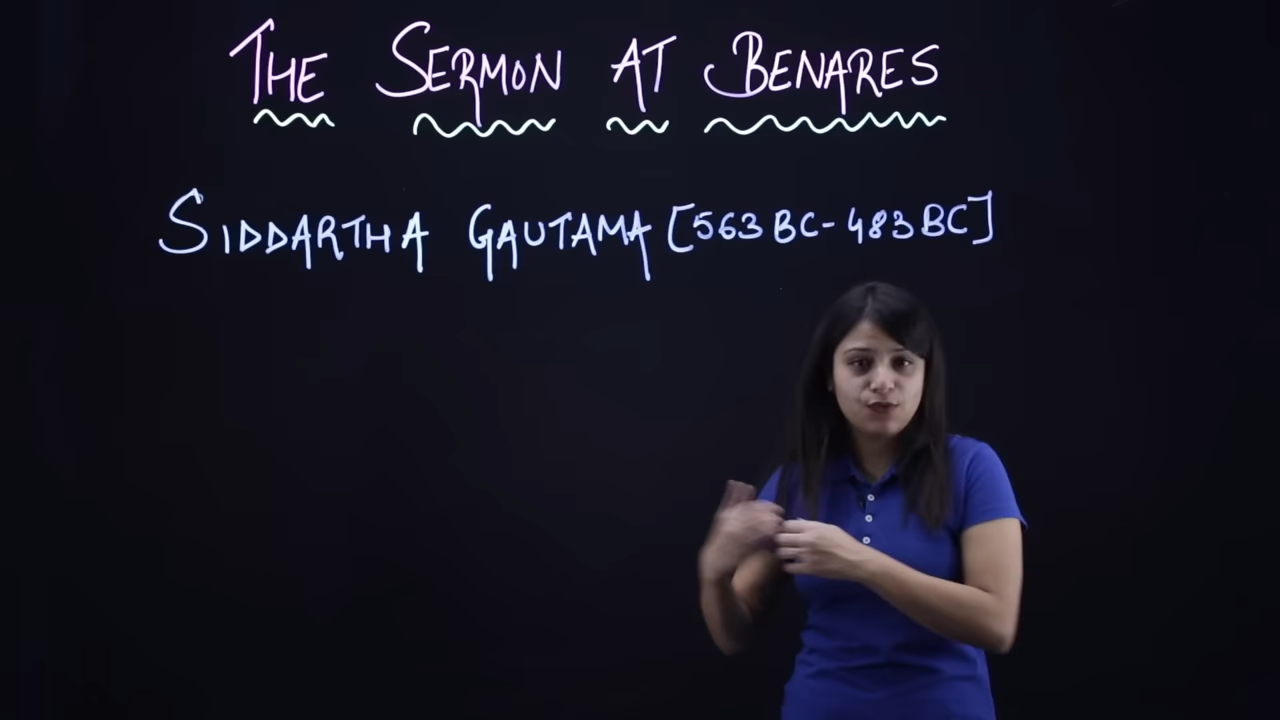 THE SERMON AT BENARES
SIDDARTHA GAUTAMA [563 BC - 483 BC]